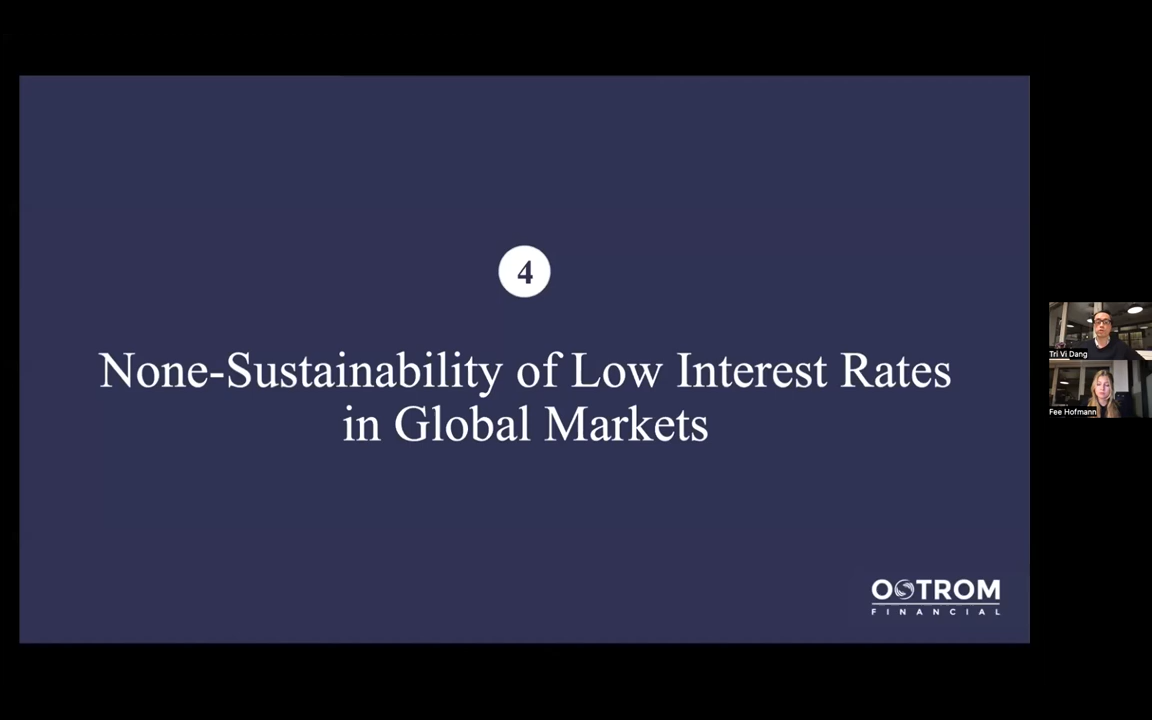 4
None-Sustainability of Low Interest Rates
in Global Markets
OSTROM
FINANCIAL
Tri Vi Dang
Fee Hofmann